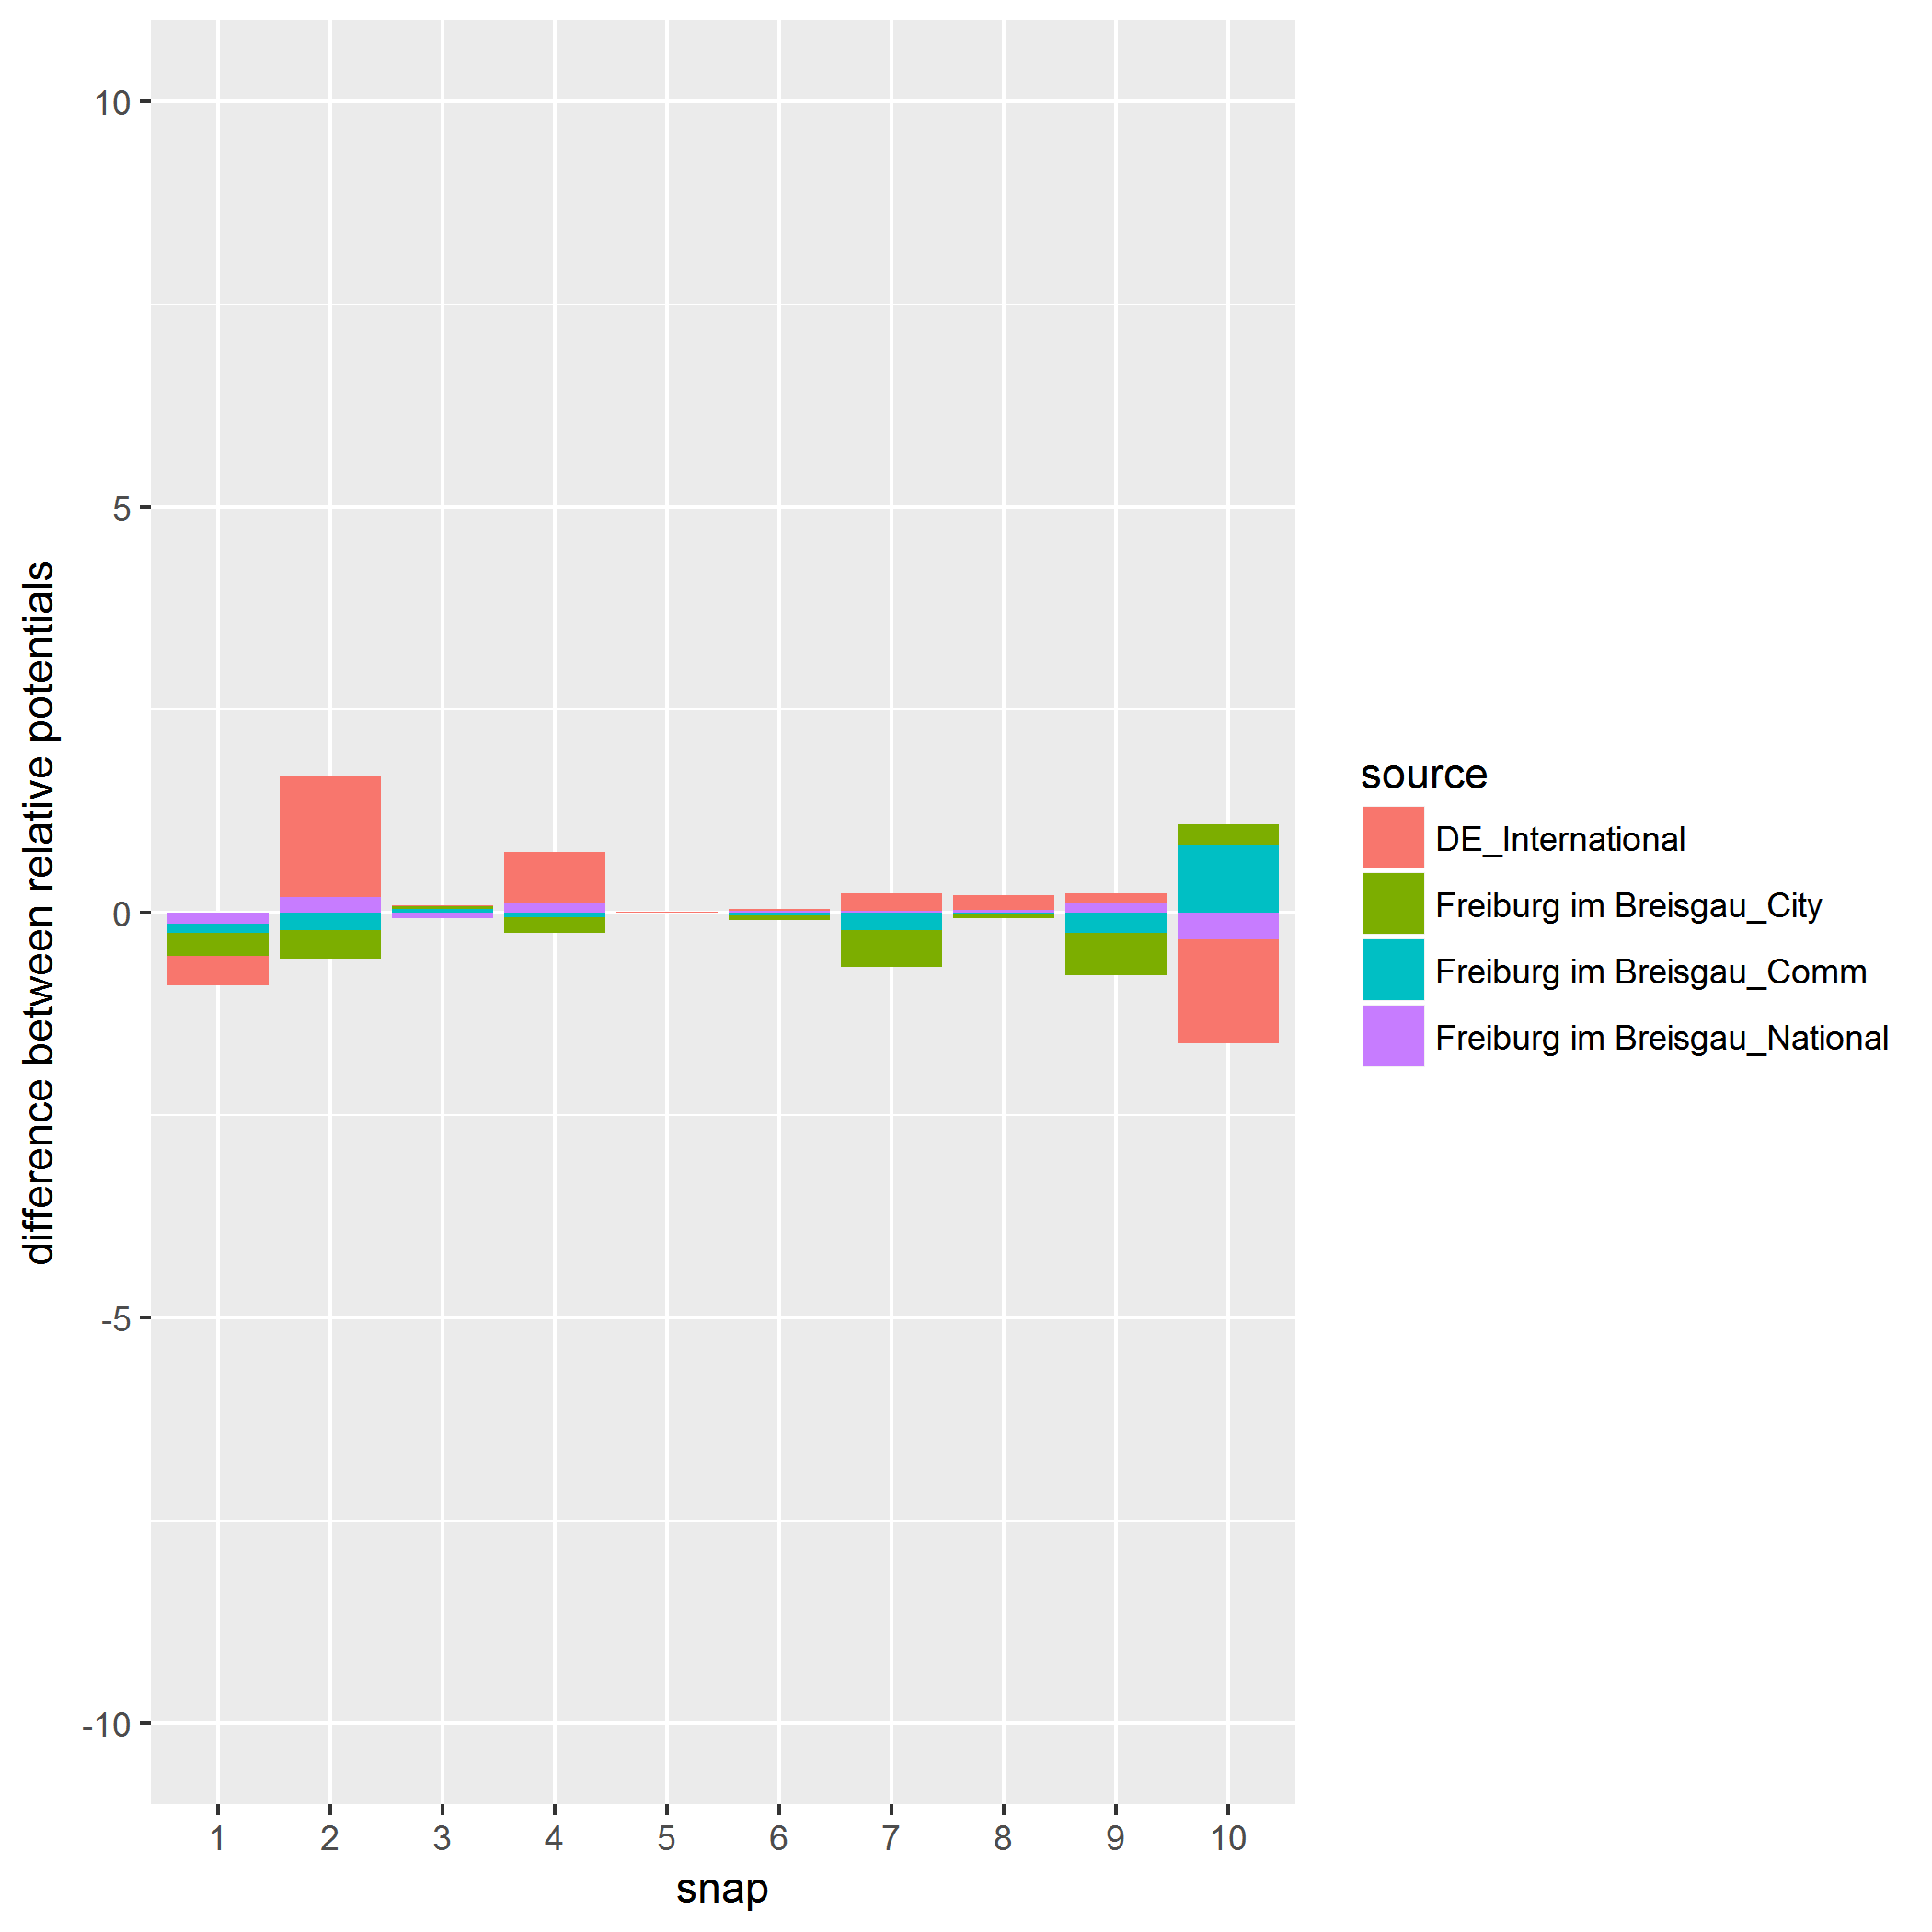 difference between relative potentials
10
5
0
-5
-10
1 2 3 4 5 6 7 8 9 10
snap
source
DE_International
Freiburg im Breisgau_City
Freiburg im Breisgau_Comm
Freiburg im Breisgau_National